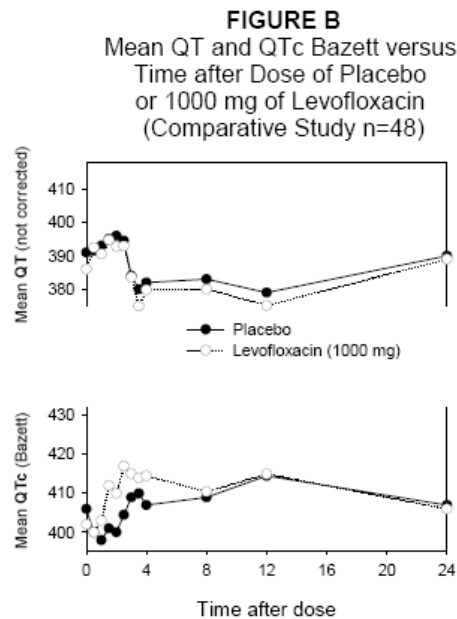 FIGURE B
Mean QT and QTc Bazett versus
Time after Dose of Placebo
or 1000 mg of Levofloxacin
(Comparative Study n=48)
Mean QT (not corrected)
410
400
390
380
Placebo
Levofloxacin (1000 mg)
Mean QTc (Bazett)
430
420
410
400
0 4 8 12 16 20 24
Time after dose